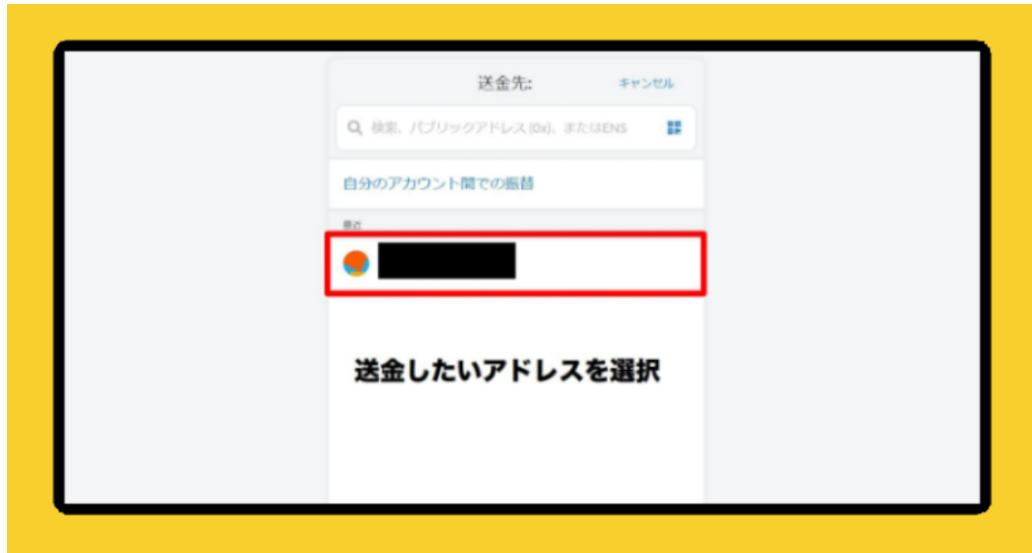 送金先:
キャンセル
検索、パブリックアドレス (0x)、またはENS
自分のアカウント間での振替
最近
送金したいアドレスを選択